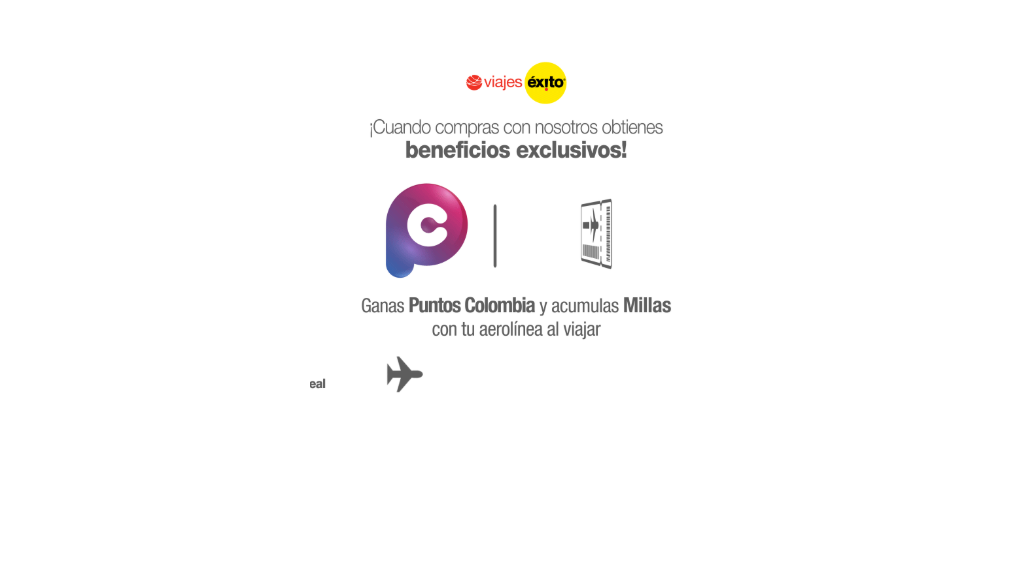 viajes éxito
¡Cuando compras con nosotros obtienes
beneficios exclusivos!
Ganas Puntos Colombia y acumulas Millas
con tu aerolínea al viajar
eal